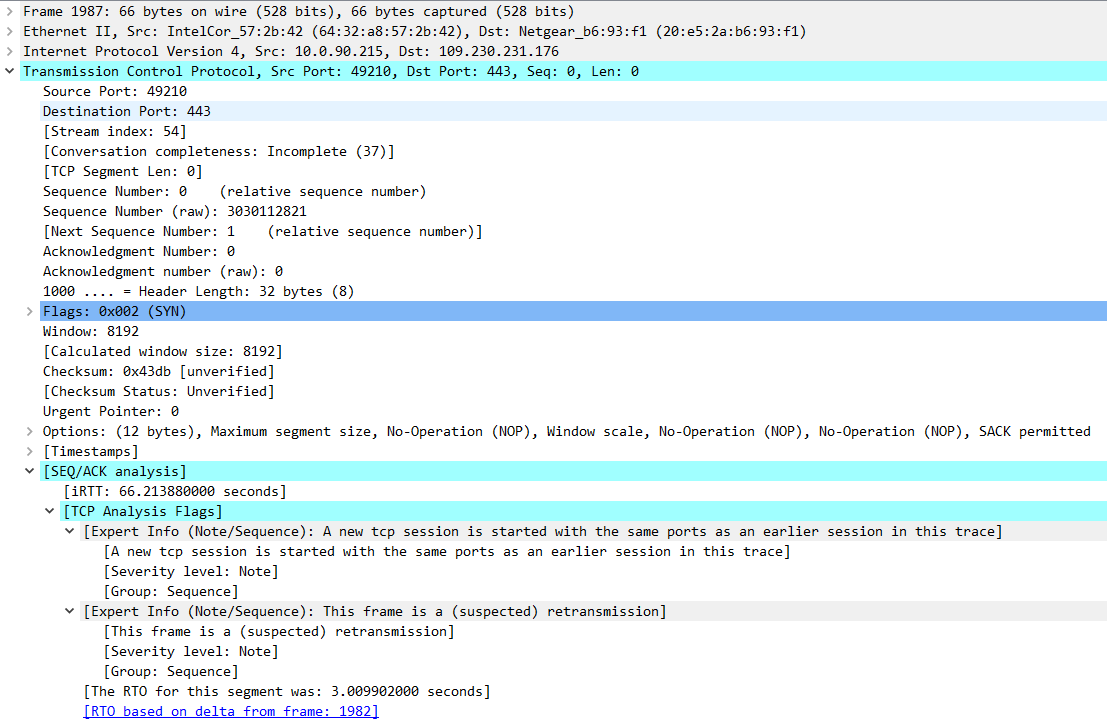 Frame 1987: 66 bytes on wire (528 bits), 66 bytes captured (528 bits)
Ethernet II, Src: IntelCor_57:2b:42 (64:32:a8:57:2b:42), Dst: Netgear_b6:93:f1 (20:e5:2a:b6:93:f1)
Internet Protocol Version 4, Src: 10.0.90.215, Dst: 109.230.231.176
Transmission Control Protocol, Src Port: 49210, Dst Port: 443, Seq: 0, Len: 0
Source Port: 49210
Destination Port: 443
[Stream index: 54]
[Conversation completeness: Incomplete (37)]
[TCP Segment Len: 0]
Sequence Number: 0    (relative sequence number)
Sequence Number (raw): 3030112821
[Next Sequence Number: 1    (relative sequence number)]
Acknowledgment Number: 0
Acknowledgment number (raw): 0
1000 .... = Header Length: 32 bytes (8)
Flags: 0x002 (SYN)
Window: 8192
[Calculated window size: 8192]
Checksum: 0x43db [unverified]
[Checksum Status: Unverified]
Urgent Pointer: 0
Options: (12 bytes), Maximum segment size, No-Operation (NOP), Window scale, No-Operation (NOP), No-Operation (NOP), SACK permitted
[Timestamps]
[SEQ/ACK analysis]
[iRTT: 66.213880000 seconds]
[TCP Analysis Flags]
[Expert Info (Note/Sequence): A new tcp session is started with the same ports as an earlier session in this trace]
[A new tcp session is started with the same ports as an earlier session in this trace]
[Severity level: Note]
[Group: Sequence]
[Expert Info (Note/Sequence): This frame is a (suspected) retransmission]
[This frame is a (suspected) retransmission]
[Severity level: Note]
[Group: Sequence]
[The RTO for this segment was: 3.009902000 seconds]
[RTO based on delta from frame: 1982]